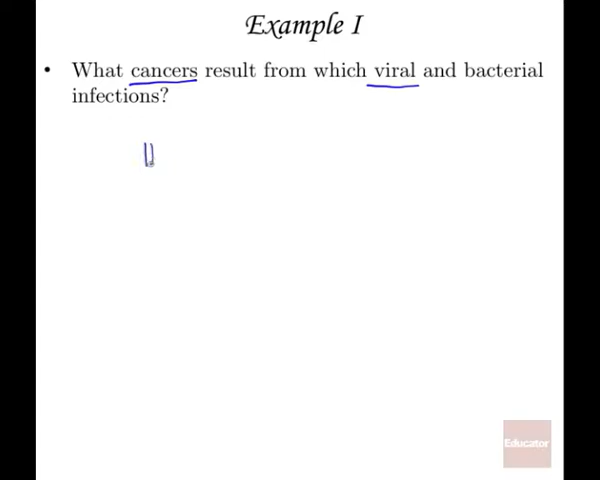 Example I
• What cancers result from which viral and bacterial
infections?
Educator